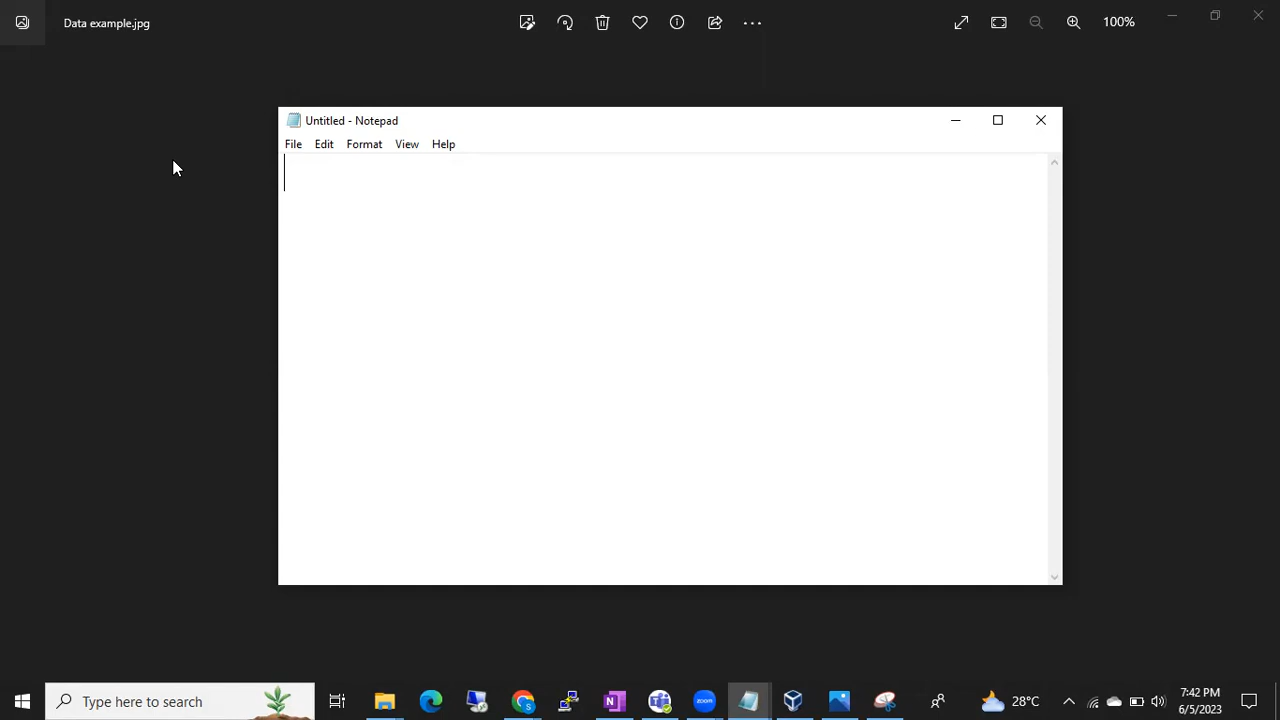 Data example.jpg
100%
Untitled - Notepad
File Edit Format View Help
Type here to search
zoom
28°C
7:42 PM
6/5/2023